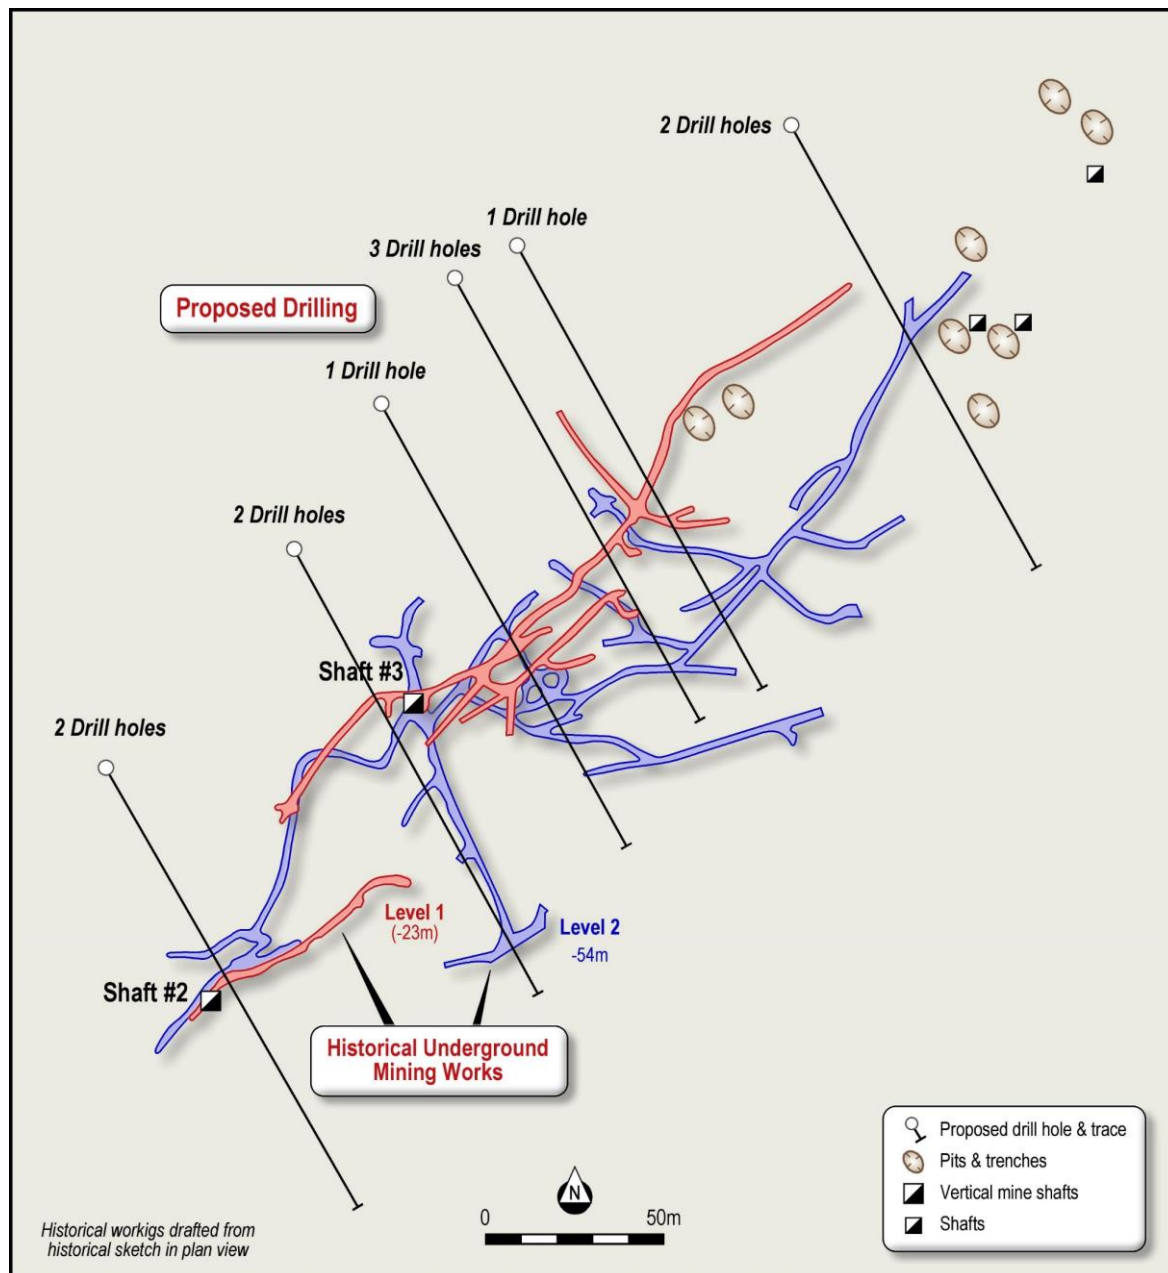 2 Drill holes
1 Drill hole
3 Drill holes
Proposed Drilling
1 Drill hole
2 Drill holes
Shaft #3
2 Drill holes
Level 1
(-23m)
Level 2
-54m
Shaft #2
Historical Underground
Mining Works
Proposed drill hole & trace
Pits & trenches
Vertical mine shafts
Shafts
N
0 50m
Historical workigs drafted from
historical sketch in plan view